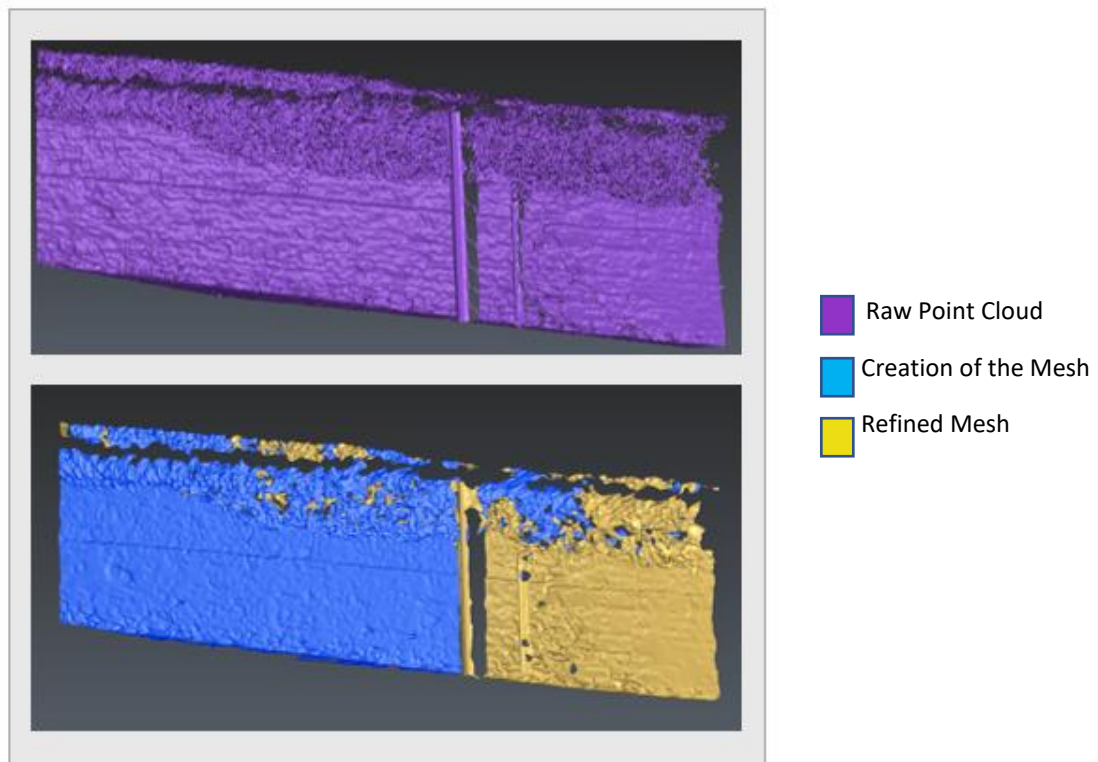 Raw Point Cloud
Creation of the Mesh
Refined Mesh